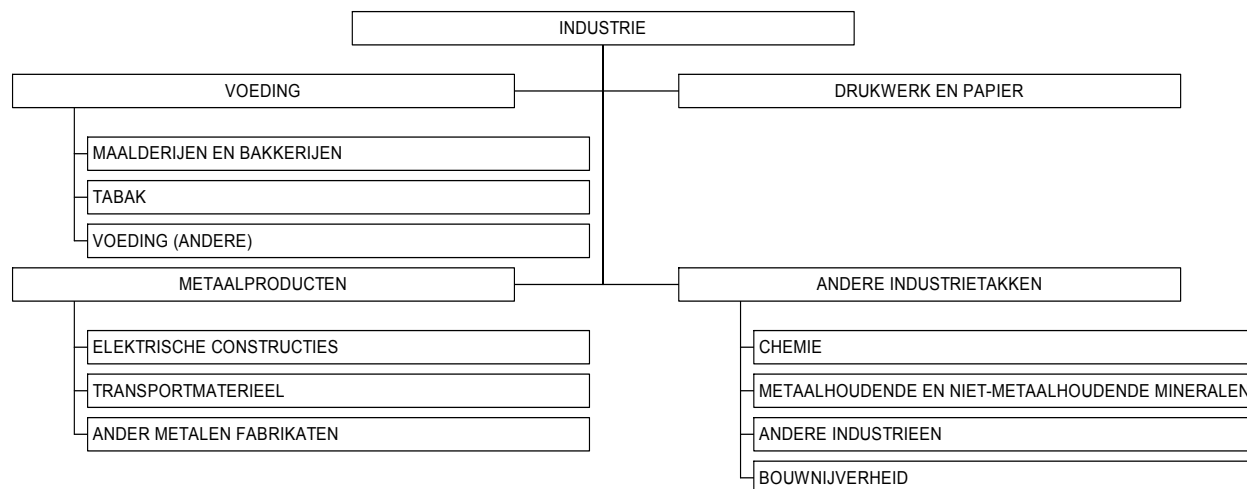 INDUSTRIE
VOEDING
DRUKWERK EN PAPIER
MAALDERIJEN EN BAKKERIJEN
TABAK
VOEDING (ANDERE)
METAALPRODUCTEN
ANDERE INDUSTRIETAKKEN
ELEKTRISCHE CONSTRUCTIES
TRANSPORTMATERIEEL
ANDER METALEN FABRIKATEN
CHEMIE
METAALHOUDENDE EN NIET-METAALHOUDENDE MINERALEN
ANDERE INDUSTRIEEN
BOUWNIJVERHEID